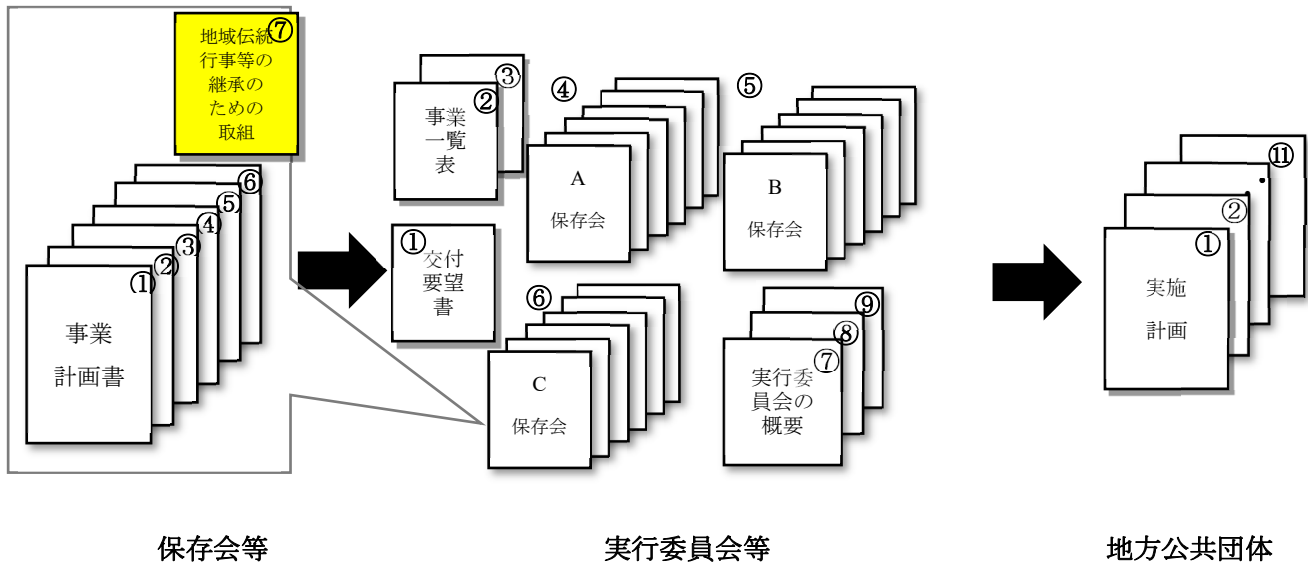 ⑦
地域伝統
行事等の
継承の
ための
取組
⑥
⑤
④
③
②
①
事業
計画書
③
②
事業
一覧
表
①
交付
要望
書
④
A
保存会
⑤
B
保存会
⑥
C
保存会
⑨
⑧
⑦
実行委
員会の
概要
⑪
②
①
実施
計画
保存会等
実行委員会等
地方公共団体